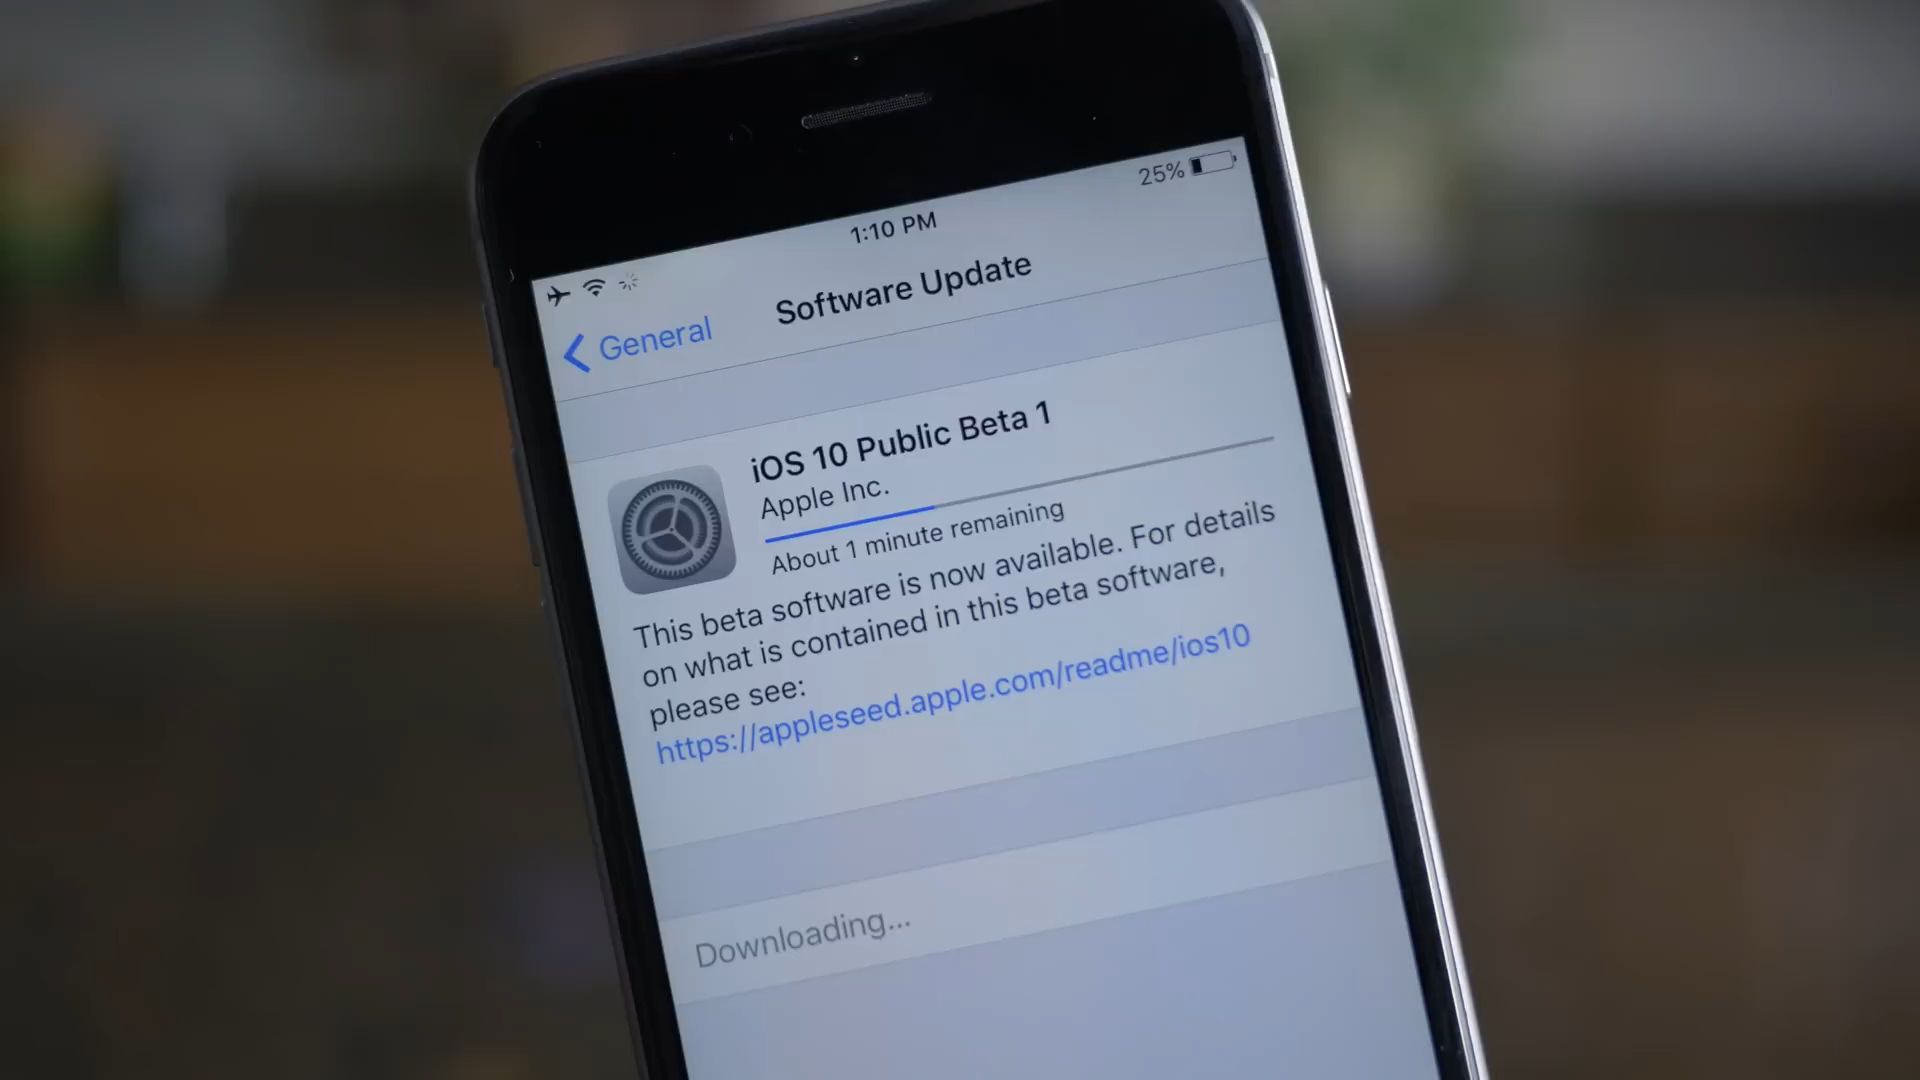 25%
1:10 PM
General
Software Update
iOS 10 Public Beta 1
Apple Inc.
About 1 minute remaining
This beta software is now available. For details
on what is contained in this beta software,
please see:
https://appleseed.apple.com/readme/ios10
Downloading...